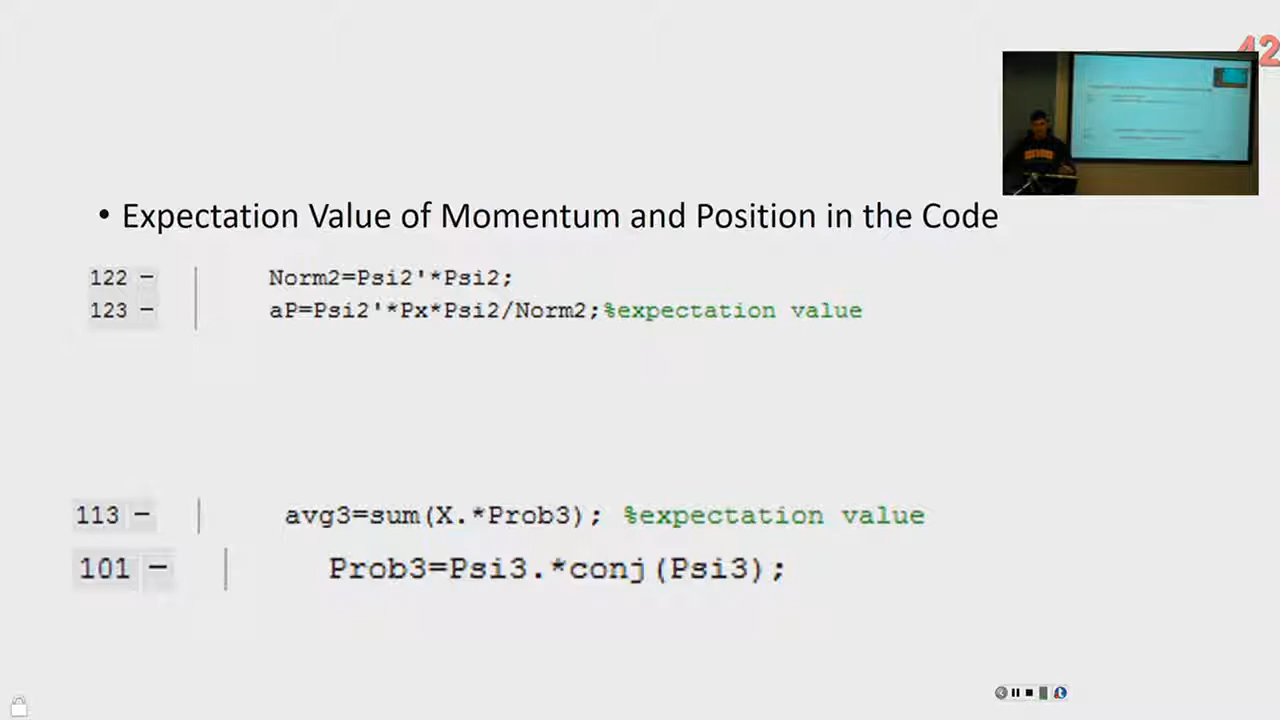 42
• Expectation Value of Momentum and Position in the Code
122 – Norm2=Psi2'*Psi2;
123 – aP=Psi2'*Px*Psi2/Norm2;%expectation value
113 – avg3=sum(X.*Prob3); %expectation value
101 – Prob3=Psi3.*conj(Psi3);